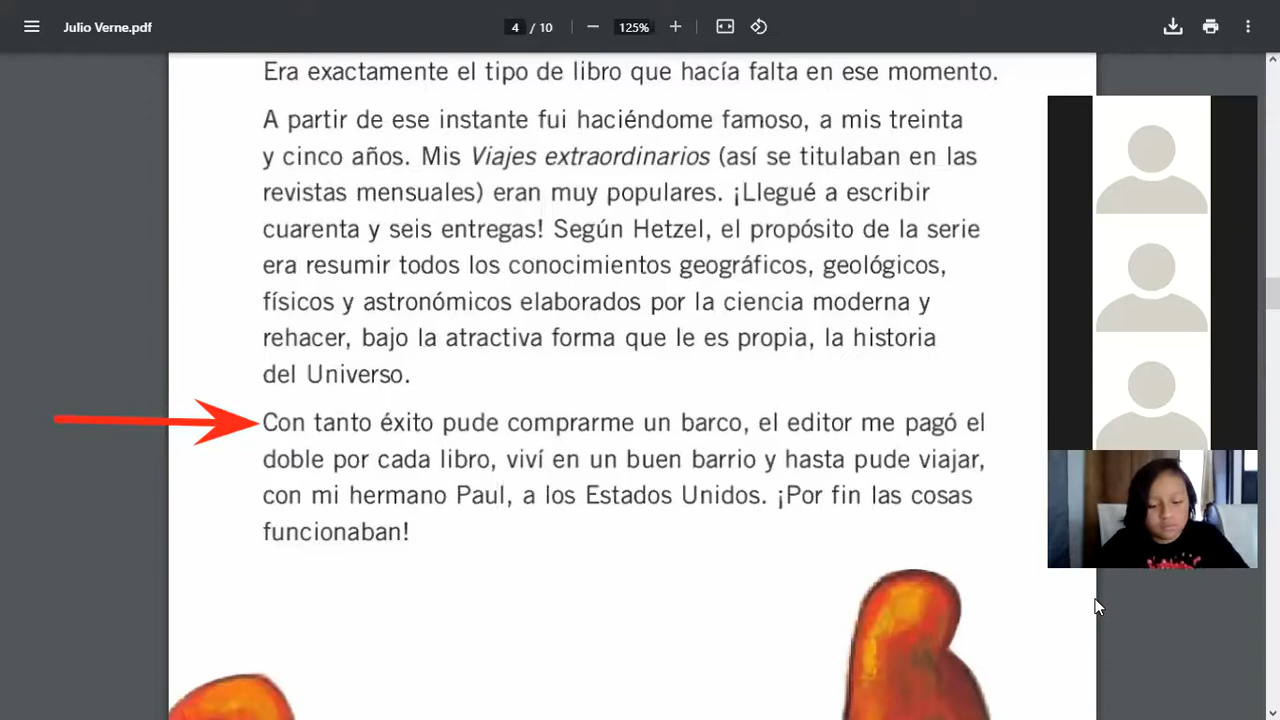 Julio Verne.pdf
4 / 10
125%
Era exactamente el tipo de libro que hacía falta en ese momento.
A partir de ese instante fui haciéndome famoso, a mis treinta
y cinco años. Mis Viajes extraordinarios (así se titulaban en las
revistas mensuales) eran muy populares. ¡Llegué a escribir
cuarenta y seis entregas! Según Hetzel, el propósito de la serie
era resumir todos los conocimientos geográficos, geológicos,
físicos y astronómicos elaborados por la ciencia moderna y
rehacer, bajo la atractiva forma que le es propia, la historia
del Universo.
Con tanto éxito pude comprarme un barco, el editor me pagó el
doble por cada libro, viví en un buen barrio y hasta pude viajar,
con mi hermano Paul, a los Estados Unidos. ¡Por fin las cosas
funcionaban!